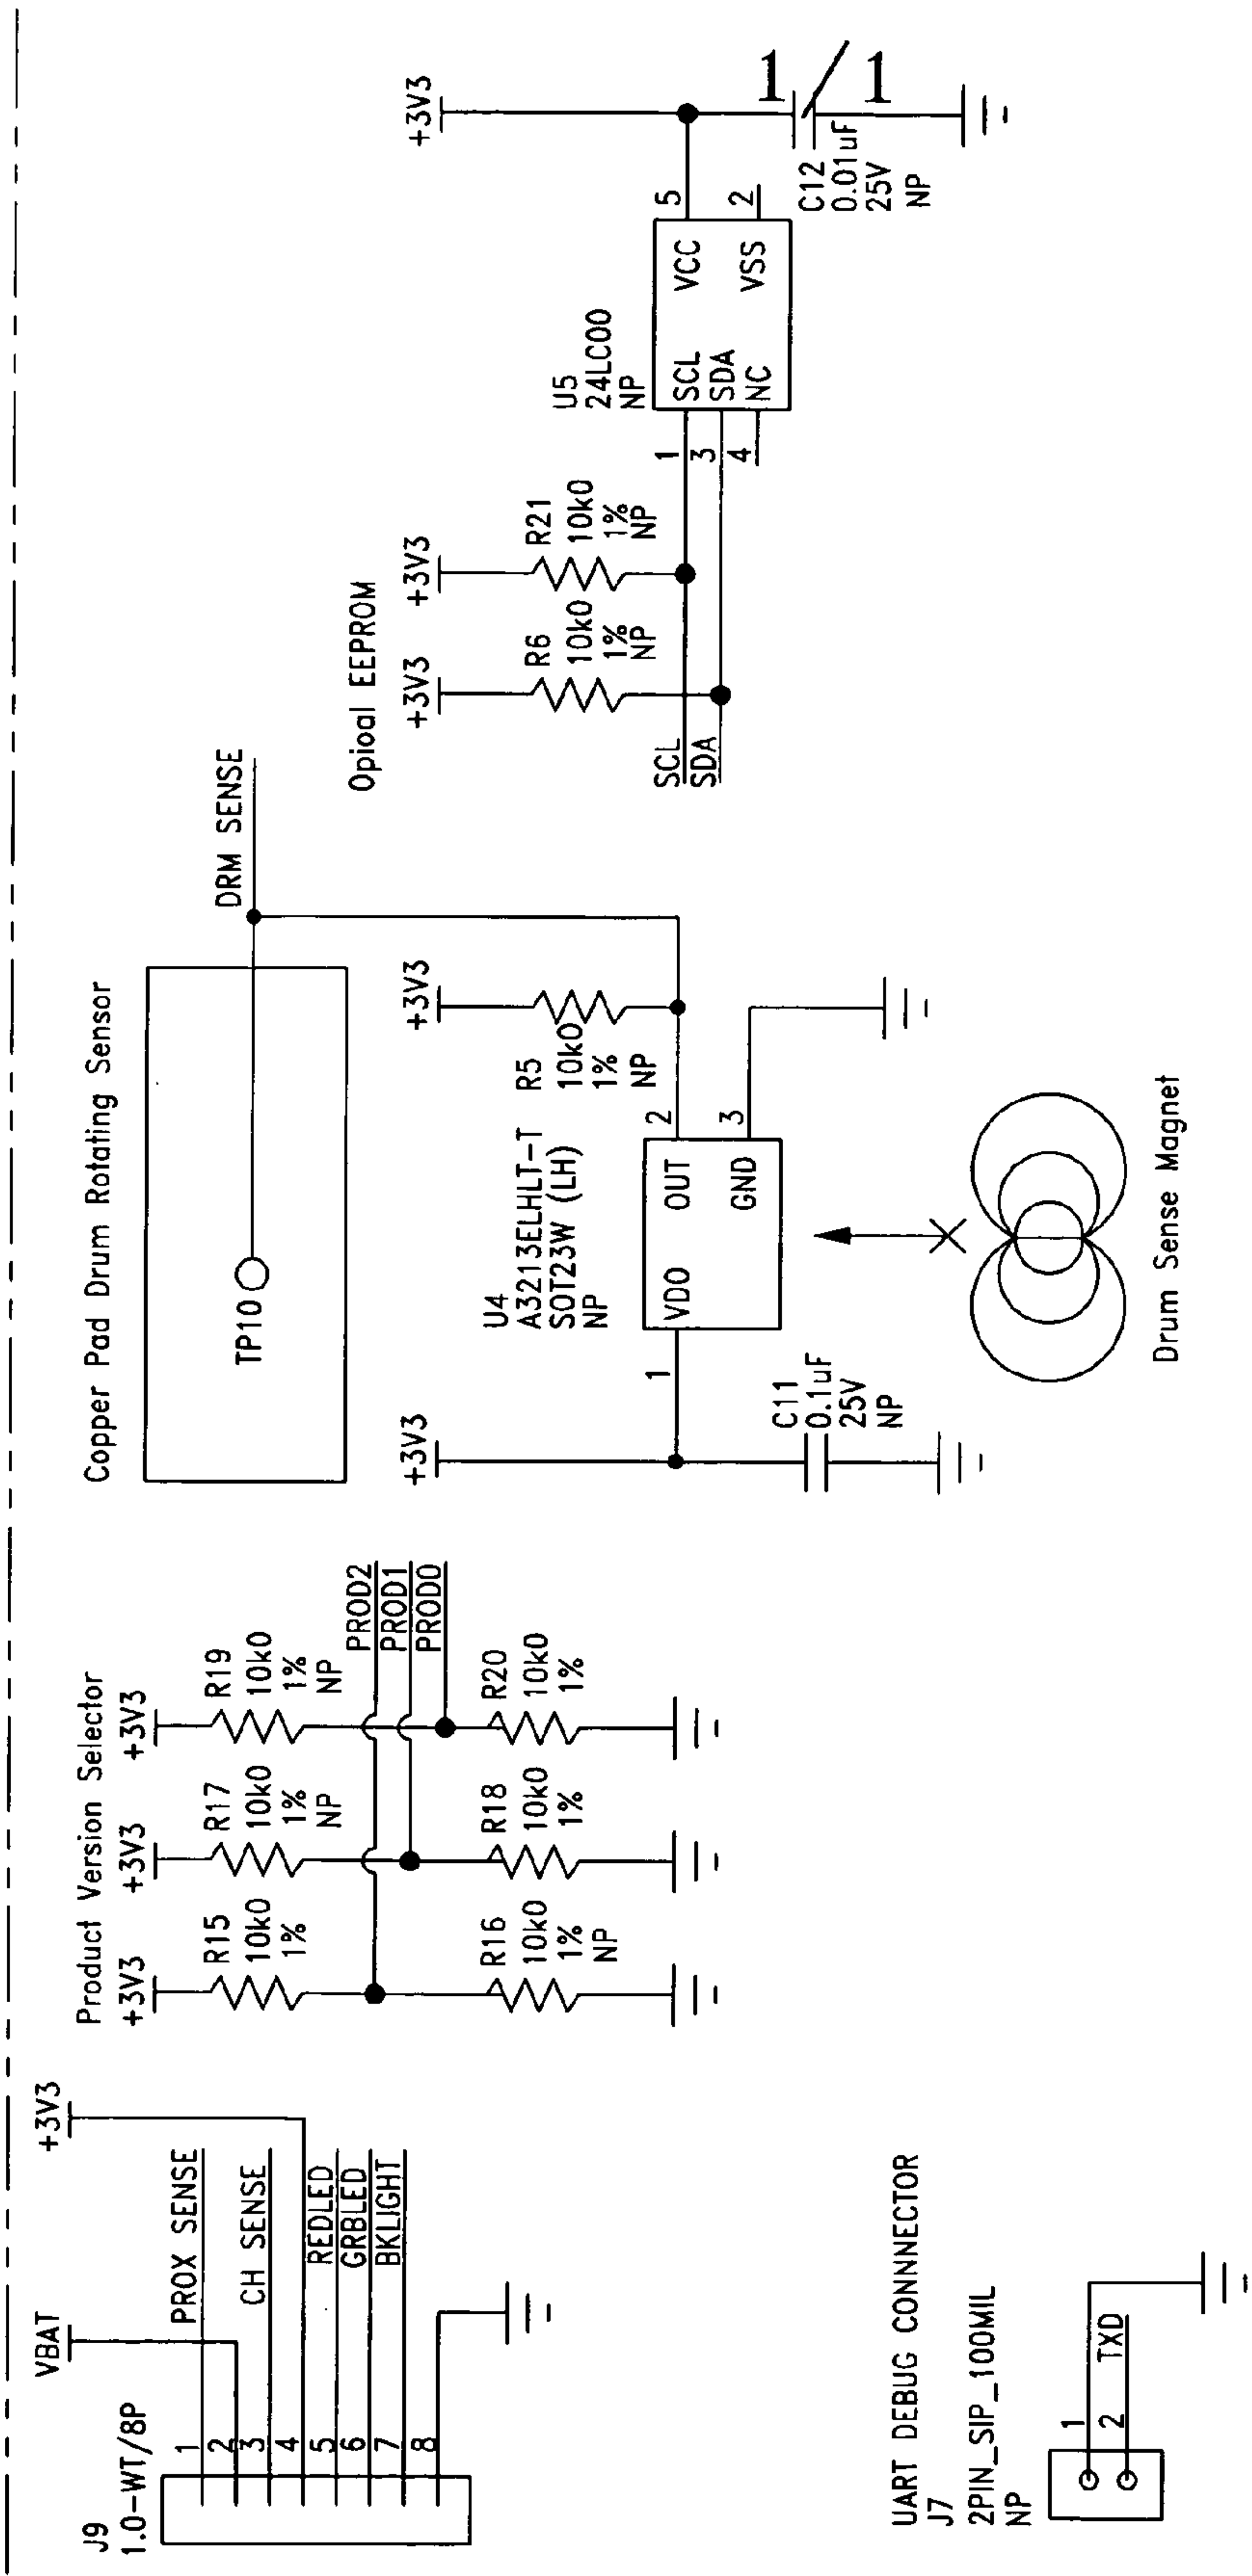 J9
1.0-WT/8P
1
2
3
4
5
6
7
8
VBAT
+3V3
PROX SENSE
CH SENSE
REDLED
GRBLED
BKLIGHT
UART DEBUG CONNNECTOR
J7
2PIN_SIP_100MIL
NP
1
2
TXD
Product Version Selector
+3V3
+3V3
+3V3
R15
10k0
1%
R17
10k0
1%
NP
R19
10k0
1%
NP
PROD2
PROD1
PROD0
R16
10k0
1%
NP
R18
10k0
1%
R20
10k0
1%
Copper Pad Drum Rotating Sensor
TP10
DRM SENSE
+3V3
+3V3
U4
A3213ELHLT-T
SOT23W (LH)
NP
R5
10k0
1%
NP
1
VDO
OUT
GND
2
3
C11
0.1uF
25V
NP
Drum Sense Magnet
Opioal EEPROM
+3V3
+3V3
+3V3
R6
10k0
1%
NP
R21
10k0
1%
NP
SCL
SDA
U5
24LC00
NP
1
3
4
SCL
SDA
NC
VCC
VSS
5
2
C12
0.01uF
25V
NP
1
1